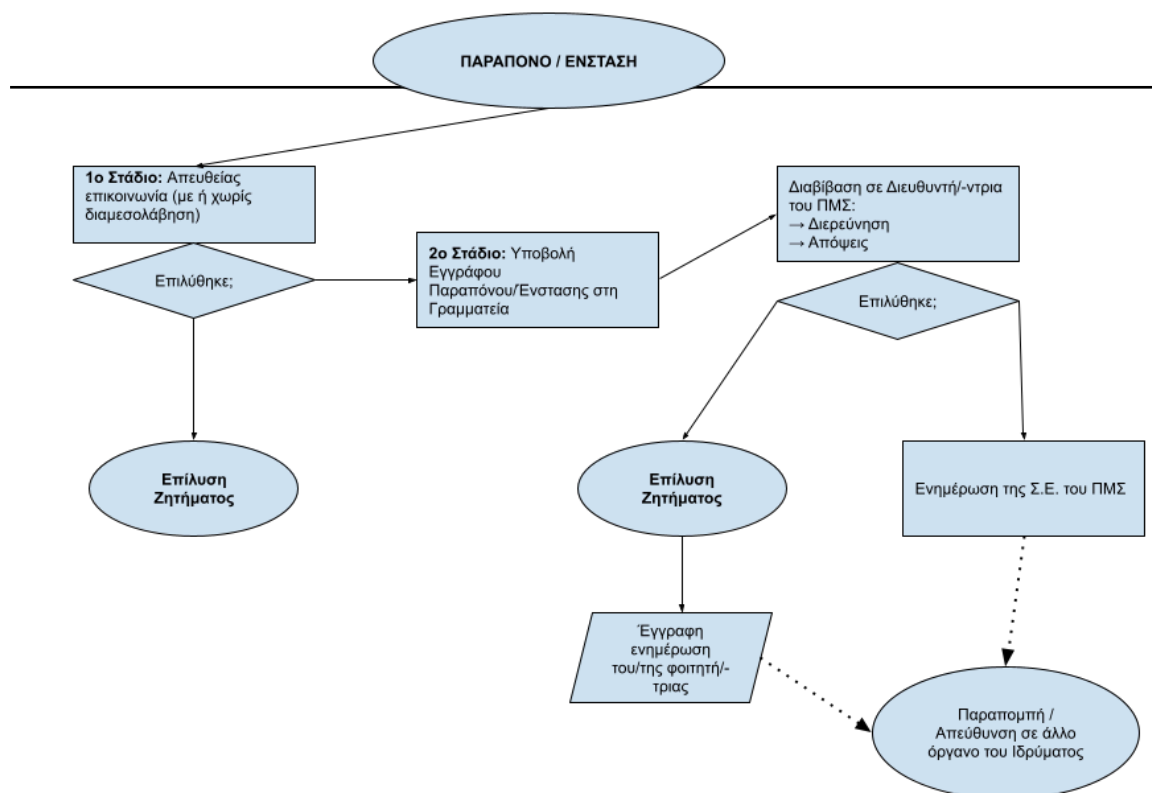 ΠΑΡΑΠΟΝΟ / ΕΝΣΤΑΣΗ
1ο Στάδιο: Απευθείας
επικοινωνία (με ή χωρίς
διαμεσολάβηση)
Επιλύθηκε;
2ο Στάδιο: Υποβολή
Εγγράφου
Παραπόνου/Ένστασης στη
Γραμματεία
Διαβίβαση σε Διευθυντή/-ντρια
του ΠΜΣ:
→ Διερεύνηση
→ Απόψεις
Επιλύθηκε;
Επίλυση
Ζητήματος
Επίλυση
Ζητήματος
Ενημέρωση της Σ.Ε. του ΠΜΣ
Έγγραφη
ενημέρωση
του/της φοιτητή/-
τριας
Παραπομπή /
Απεύθυνση σε άλλο
όργανο του Ιδρύματος